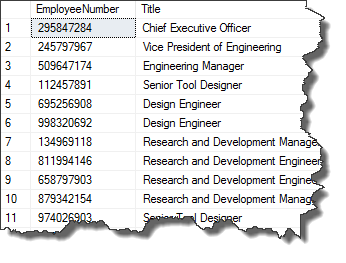 EmployeeNumber Title
1 295847284 Chief Executive Officer
2 245797967 Vice President of Engineering
3 509647174 Engineering Manager
4 112457891 Senior Tool Designer
5 695256908 Design Engineer
6 998320692 Design Engineer
7 134969118 Research and Development Manage
8 811994146 Research and Development Engineer
9 658797903 Research and Development Engine
10 879342154 Research and Development Manag
11 974026903 Senior Tool Designer